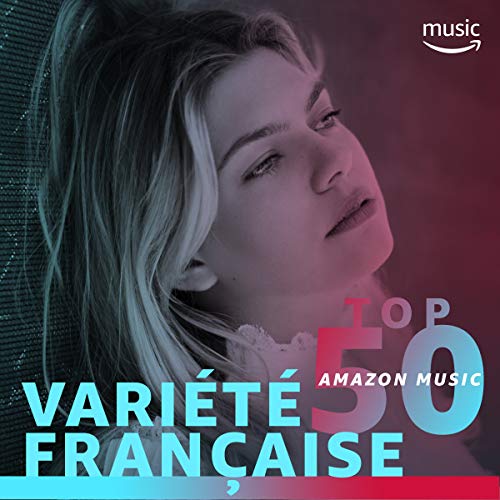 music
TOP
50
AMAZON MUSIC
VARIÉTÉ
FRANÇAISE